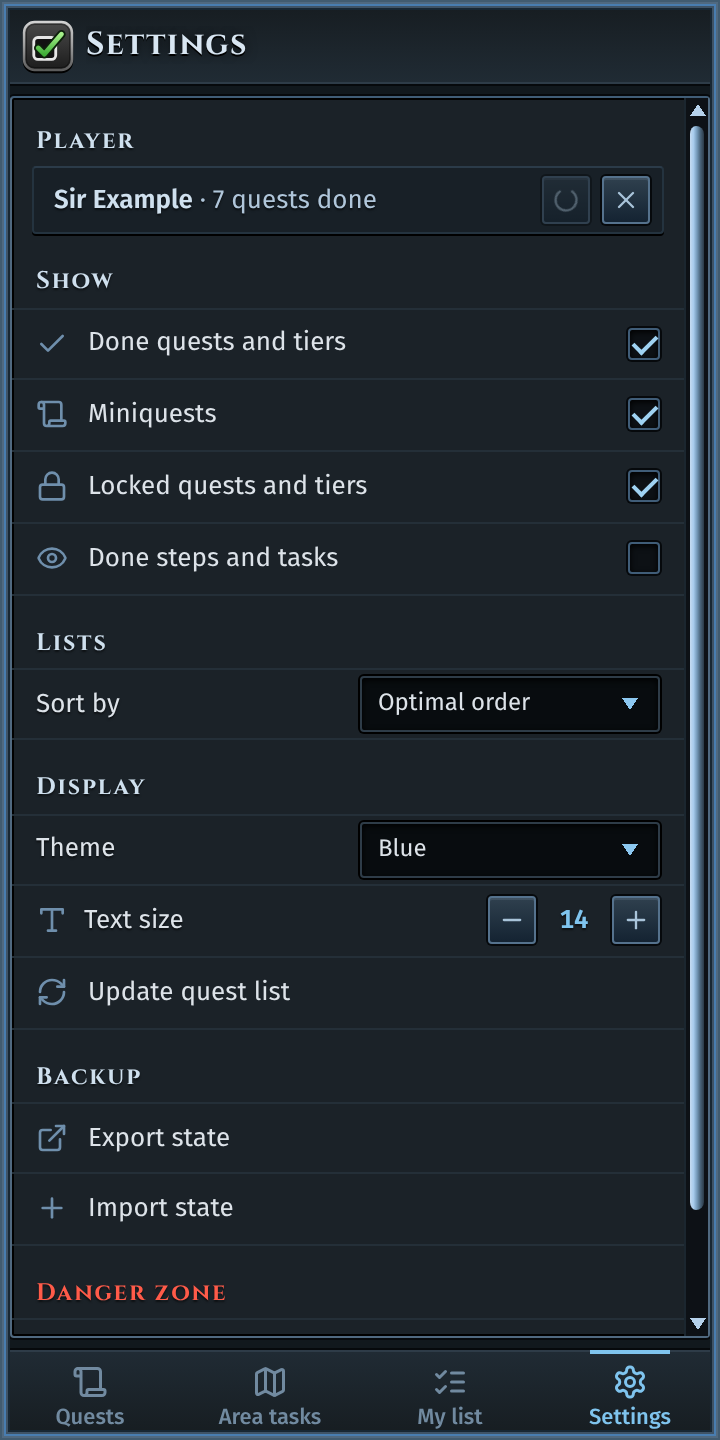 Settings
Player
Sir Example · 7 quests done
Show
Done quests and tiers
Miniquests
Locked quests and tiers
Done steps and tasks
Lists
Sort by Optimal order
Display
Theme Blue
Text size 14
Update quest list
Backup
Export state
Import state
Danger zone
Quests Area tasks My list Settings